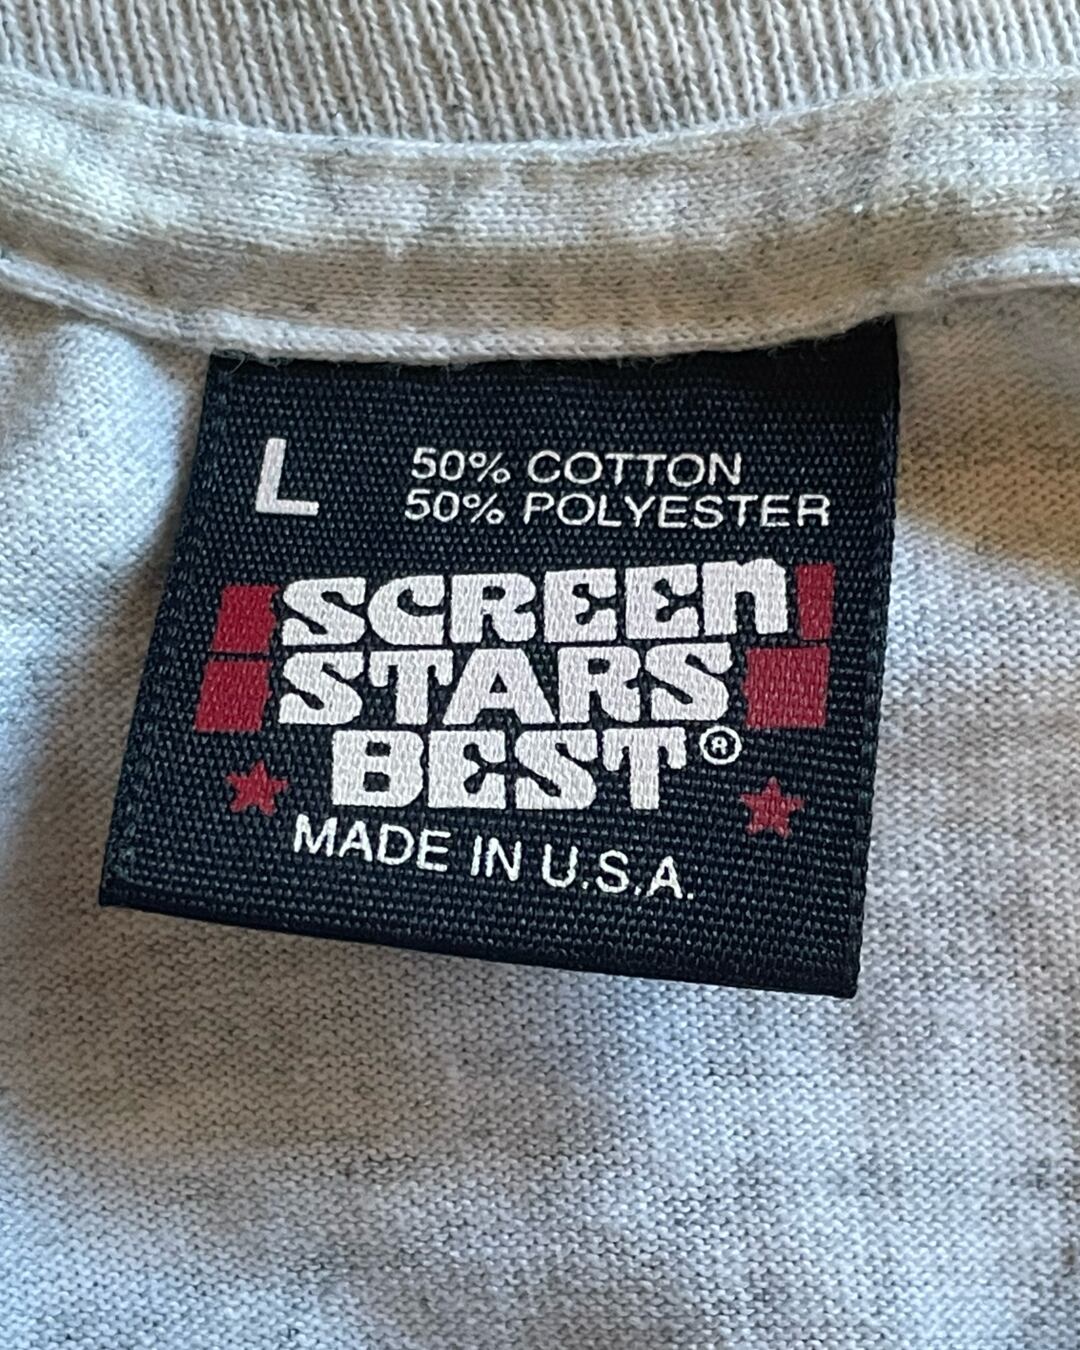 L
50% COTTON
50% POLYESTER
SCREEN
STARS
BEST®
MADE IN U.S.A.